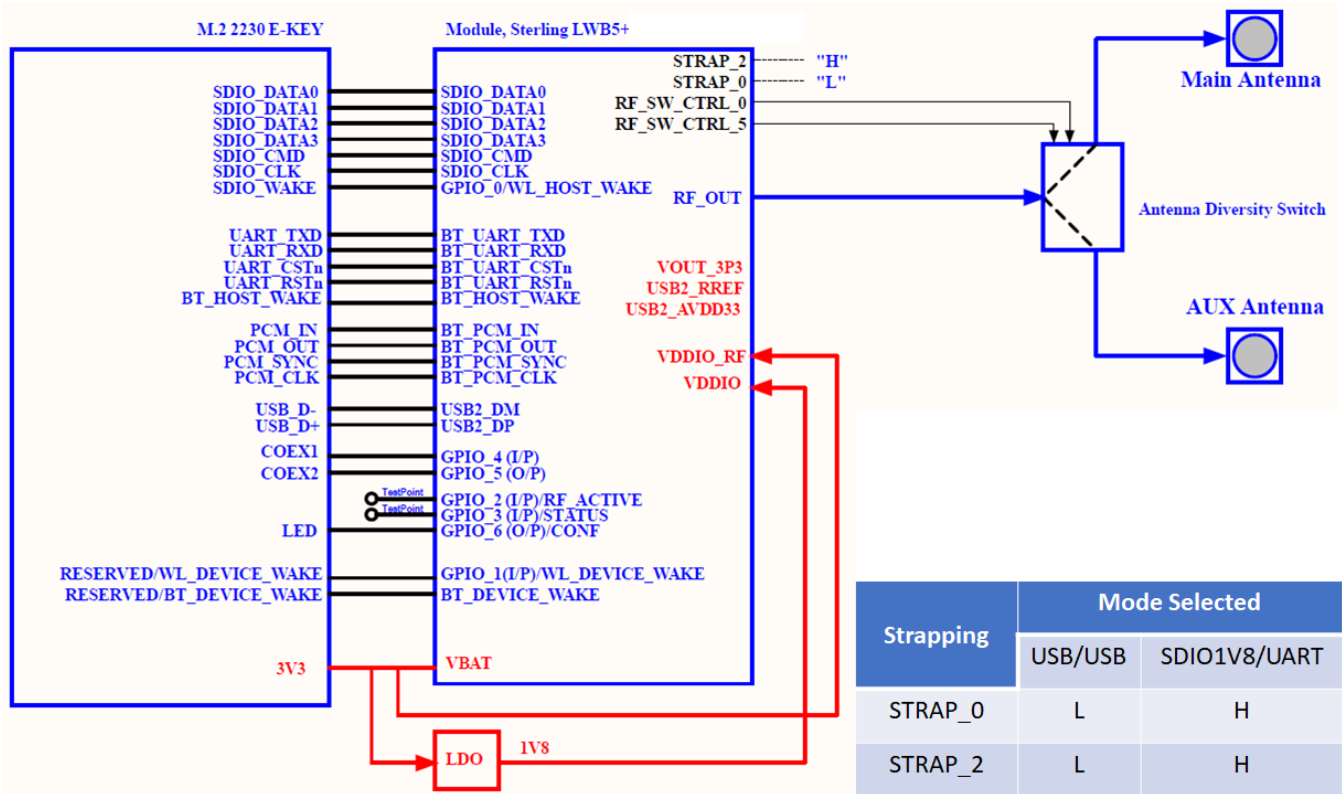 M.2 2230 E-KEY
SDIO_DATA0
SDIO_DATA1
SDIO_DATA2
SDIO_DATA3
SDIO_CMD
SDIO_CLK
SDIO_WAKE
UART_TXD
UART_RXD
UART_CSTn
UART_RSTn
BT_HOST_WAKE
PCM_IN
PCM_OUT
PCM_SYNC
PCM_CLK
USB_D-
USB_D+
COEX1
COEX2
LED
RESERVED/WL_DEVICE_WAKE
RESERVED/BT_DEVICE_WAKE
3V3
TestPoint
TestPoint
Module, Sterling LWB5+
SDIO_DATA0
SDIO_DATA1
SDIO_DATA2
SDIO_DATA3
SDIO_CMD
SDIO_CLK
GPIO_0/WL_HOST_WAKE
BT_UART_TXD
BT_UART_RXD
BT_UART_CSTn
BT_UART_RSTn
BT_HOST_WAKE
BT_PCM_IN
BT_PCM_OUT
BT_PCM_SYNC
BT_PCM_CLK
USB2_DM
USB2_DP
GPIO_4 (I/P)
GPIO_5 (O/P)
GPIO_2 (I/P)/RF_ACTIVE
GPIO_3 (I/P)/STATUS
GPIO_6 (O/P)/CONF
GPIO_1(I/P)/WL_DEVICE_WAKE
BT_DEVICE_WAKE
VBAT
STRAP_2 "H"
STRAP_0 "L"
RF_SW_CTRL_0
RF_SW_CTRL_5
RF_OUT
VOUT_3P3
USB2_RREF
USB2_AVDD33
VDDIO_RF
VDDIO
LDO
1V8
Main Antenna
Antenna Diversity Switch
AUX Antenna
Strapping Mode Selected
USB/USB SDIO1V8/UART
STRAP_0 L H
STRAP_2 L H